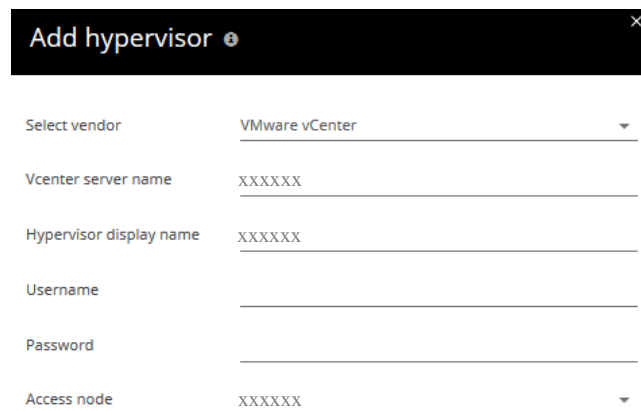 Add hypervisor
Select vendor VMware vCenter
Vcenter server name XXXXXX
Hypervisor display name XXXXXX
Username
Password
Access node XXXXXX